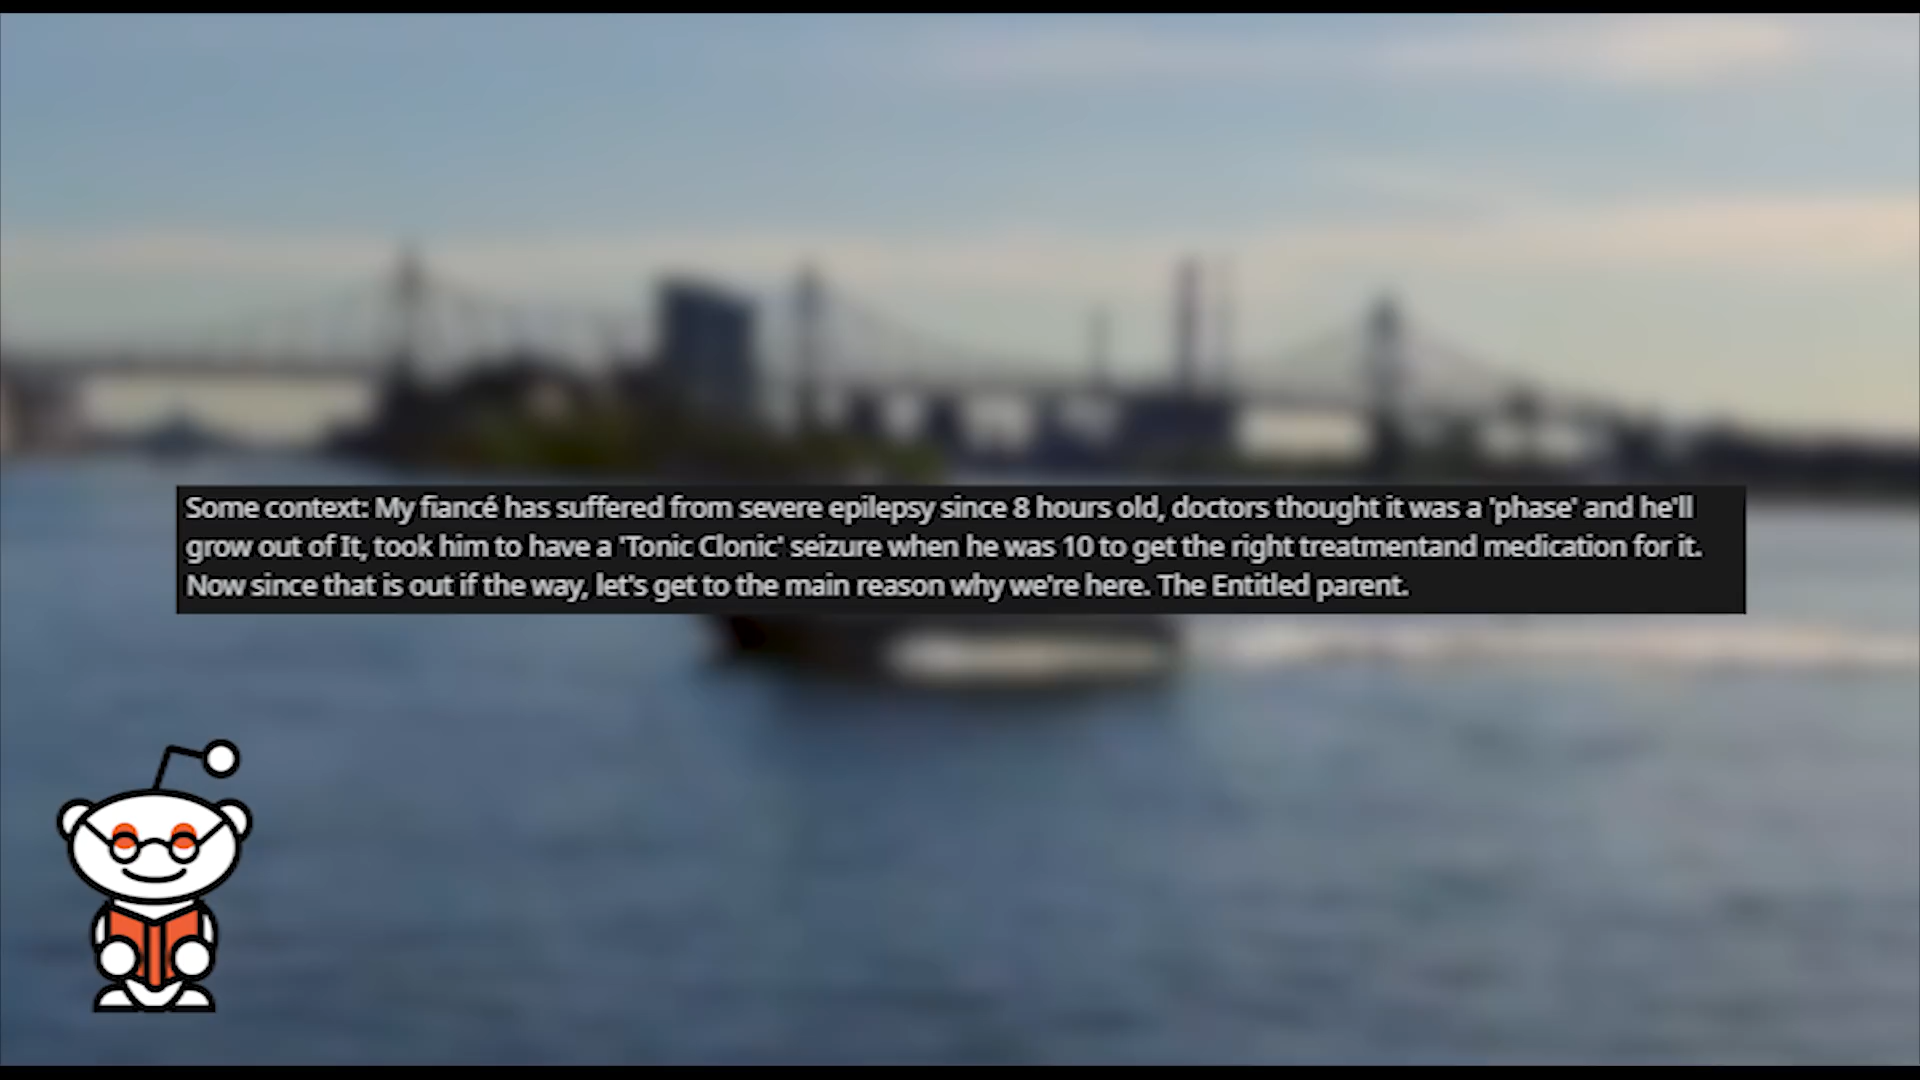 Some context: My fiancé has suffered from severe epilepsy since 8 hours old, doctors thought it was a 'phase' and he'll
grow out of It, took him to have a 'Tonic Clonic' seizure when he was 10 to get the right treatmentand medication for it.
Now since that is out if the way, let's get to the main reason why we're here. The Entitled parent.